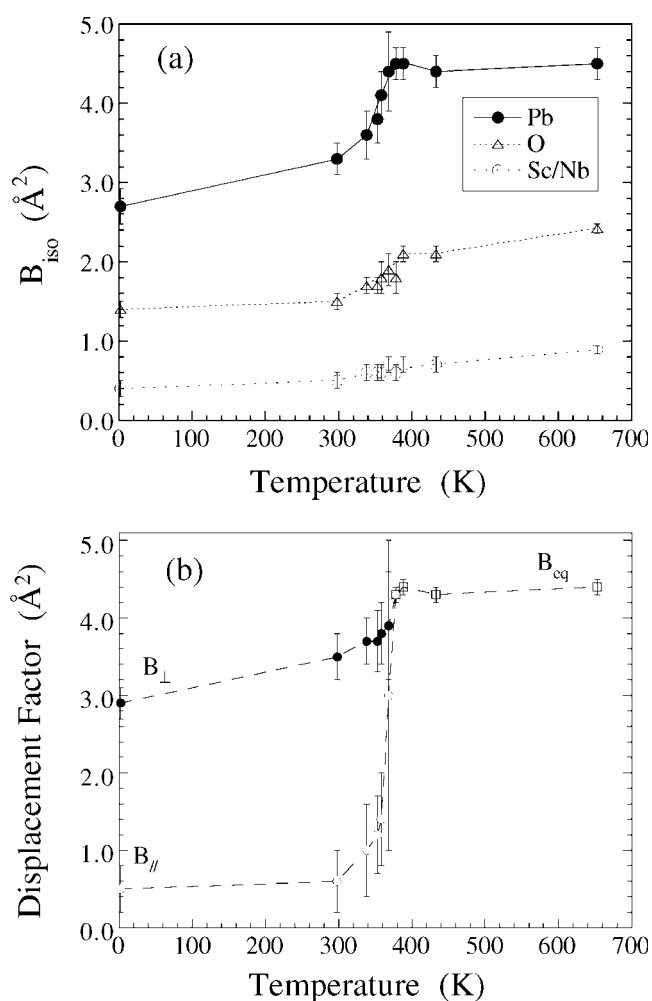 (a)
5.0
4.0
3.0
2.0
1.0
0.0
B_iso (Å²)
Pb
O
Sc/Nb
0 100 200 300 400 500 600 700
Temperature (K)
(b)
B_eq
5.0
4.0
3.0
2.0
1.0
0.0
Displacement Factor (Å²)
B_⊥
B_//
0 100 200 300 400 500 600 700
Temperature (K)